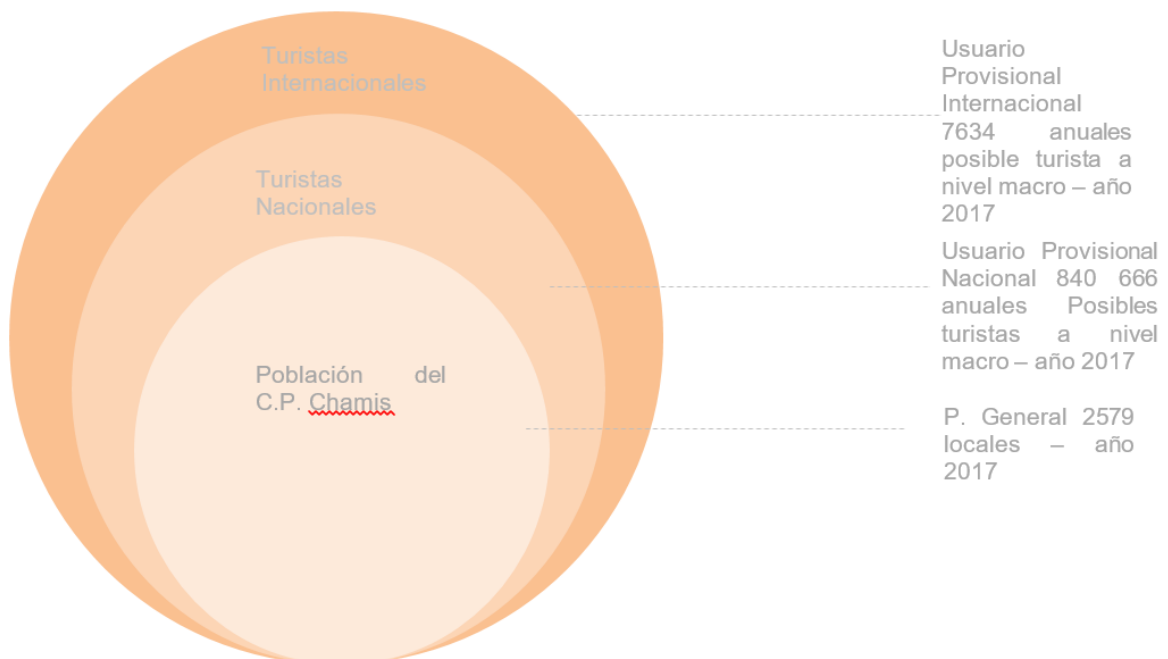 Turistas
Internacionales
Turistas
Nacionales
Población del
C.P. Chamis
Usuario
Provisional
Internacional
7634 anuales
posible turista a
nivel macro – año
2017
Usuario Provisional
Nacional 840 666
anuales Posibles
turistas a nivel
macro – año 2017
P. General 2579
locales – año
2017